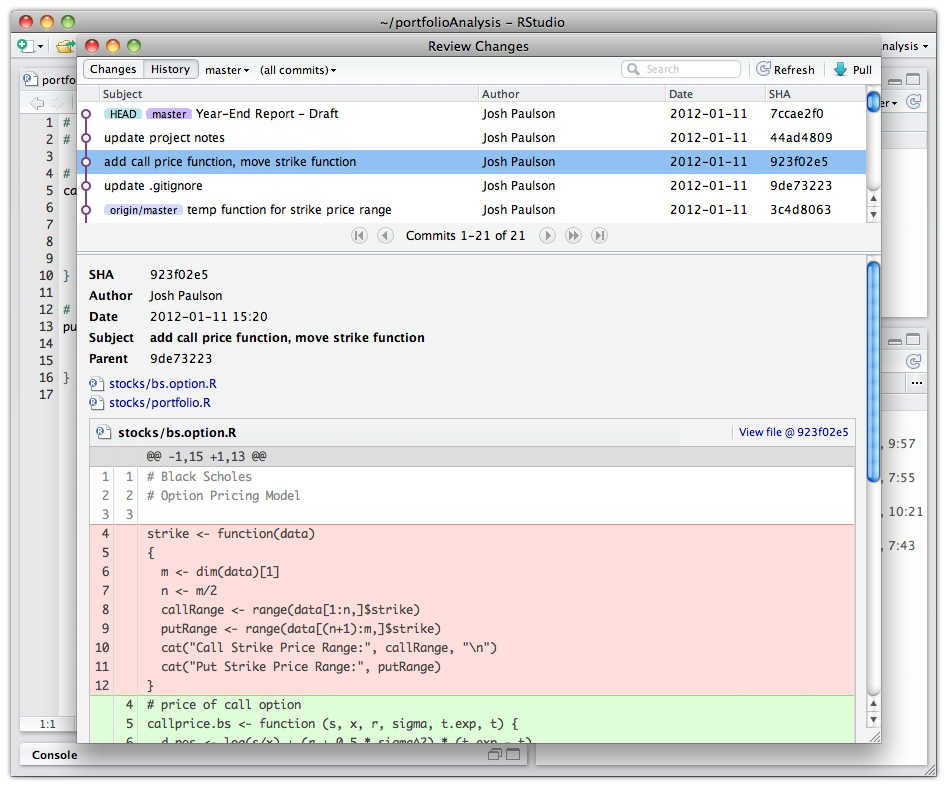 ~/portfolioAnalysis – RStudio
Review Changes
nalysis
Changes History master (all commits) Search Refresh Pull
portfo
Subject Author Date SHA
HEAD master Year-End Report – Draft Josh Paulson 2012-01-11 7ccae2f0
update project notes Josh Paulson 2012-01-11 44ad4809
add call price function, move strike function Josh Paulson 2012-01-11 923f02e5
update .gitignore Josh Paulson 2012-01-11 9de73223
origin/master temp function for strike price range Josh Paulson 2012-01-11 3c4d8063
Commits 1-21 of 21
SHA 923f02e5
Author Josh Paulson
Date 2012-01-11 15:20
Subject add call price function, move strike function
Parent 9de73223
stocks/bs.option.R
stocks/portfolio.R
stocks/bs.option.R View file @ 923f02e5
@@ -1,15 +1,13 @@
1 1 # Black Scholes
2 2 # Option Pricing Model
3 3
4 strike <- function(data)
5 {
6 m <- dim(data)[1]
7 n <- m/2
8 callRange <- range(data[1:n,]$strike)
9 putRange <- range(data[(n+1):m,]$strike)
10 cat("Call Strike Price Range:", callRange, "\n")
11 cat("Put Strike Price Range:", putRange)
12 }
4 # price of call option
5 callprice.bs <- function (s, x, r, sigma, t.exp, t) {
6 d.pos <- log(s/x) + (r + 0.5 * sigma^2) * (t.exp - t)
1 #
2 #
3
4 #
5 ca
6
7
8
9
10 }
11
12 #
13 pu
14
15
16 }
17
1:1
Console
er
...
, 9:57
, 7:55
, 10:21
, 7:43